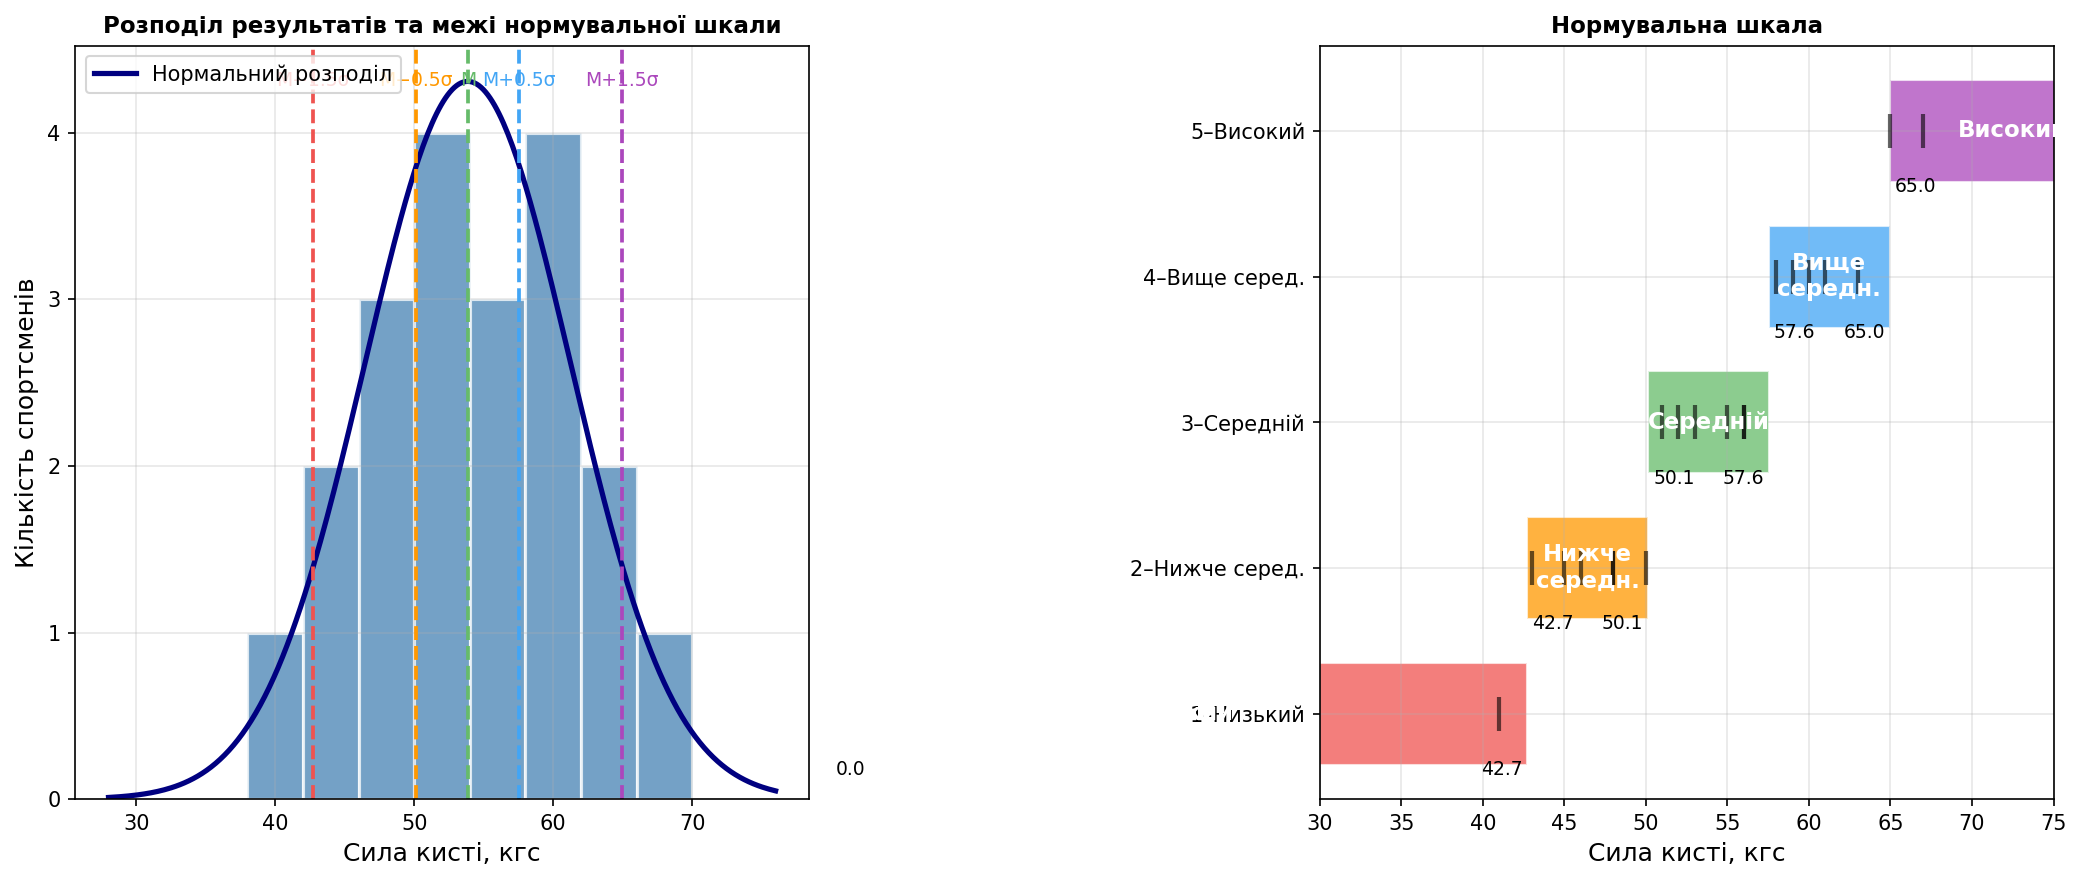 Розподіл результатів та межі нормувальної шкали
Нормальний розподіл
M–0.5σ
M
M+0.5σ
M+1.5σ
Кількість спортсменів
4
3
2
1
0
30
40
50
60
70
Сила кисті, кгс
0.0
Нормувальна шкала
5–Високий
4–Вище серед.
3–Середній
2–Нижче серед.
1–Низький
65.0
Вище
середн.
57.6
65.0
Середній
50.1
57.6
Нижче
середн.
42.7
50.1
42.7
30
35
40
45
50
55
60
65
70
75
Сила кисті, кгс